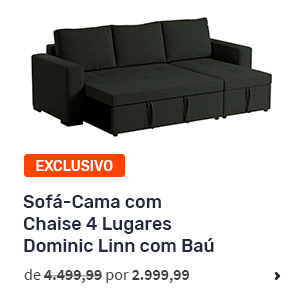 EXCLUSIVO
Sofá-Cama com
Chaise 4 Lugares
Dominic Linn com Baú
de 4.499,99 por 2.999,99 ›